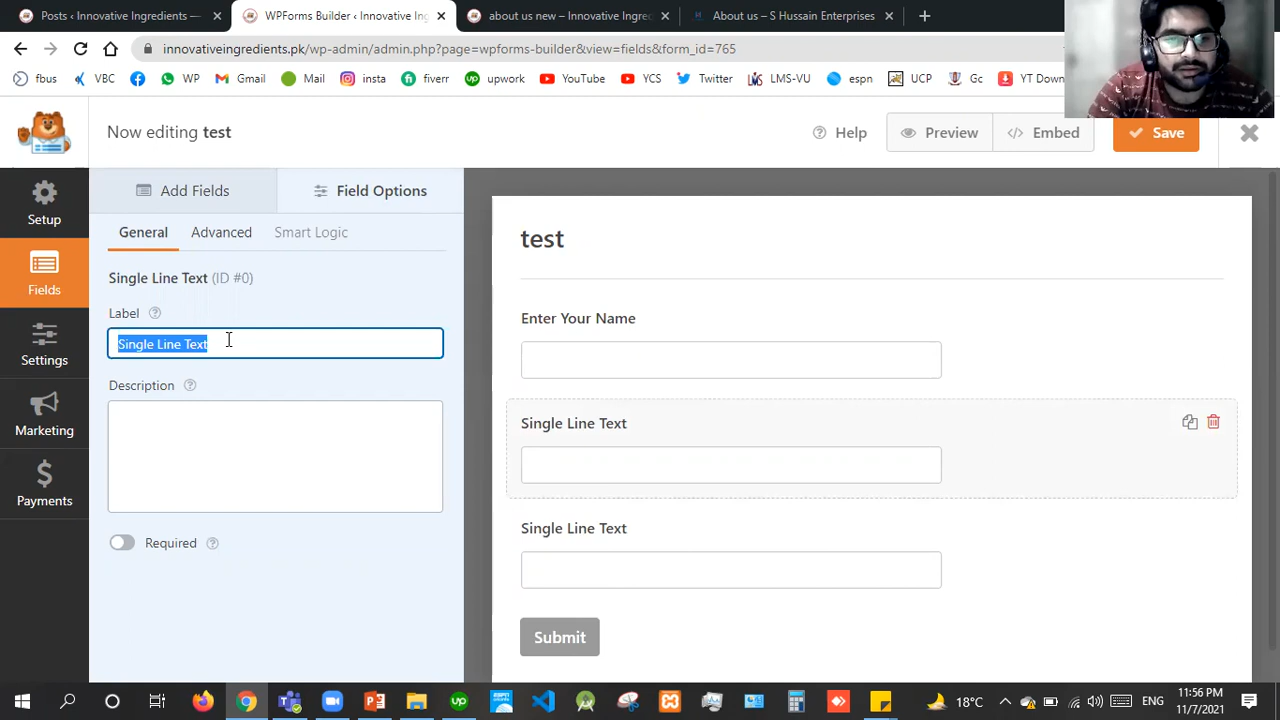 Posts ‹ Innovative Ingredients —
WPForms Builder ‹ Innovative Ing
about us new – Innovative Ingre
About us – S Hussain Enterprises
innovativeingredients.pk/wp-admin/admin.php?page=wpforms-builder&view=fields&form_id=765
fbus
VBC
WP
Gmail
Mail
insta
fiverr
upwork
YouTube
YCS
Twitter
LMS-VU
espn
UCP
Gc
YT Down
Now editing test
Help
Preview
</> Embed
Save
Setup
Fields
Settings
Marketing
Payments
Add Fields
Field Options
General
Advanced
Smart Logic
Single Line Text (ID #0)
Label
Single Line Text
Description
Required
test
Enter Your Name
Single Line Text
Single Line Text
Submit
18°C
ENG
11:56 PM
11/7/2021